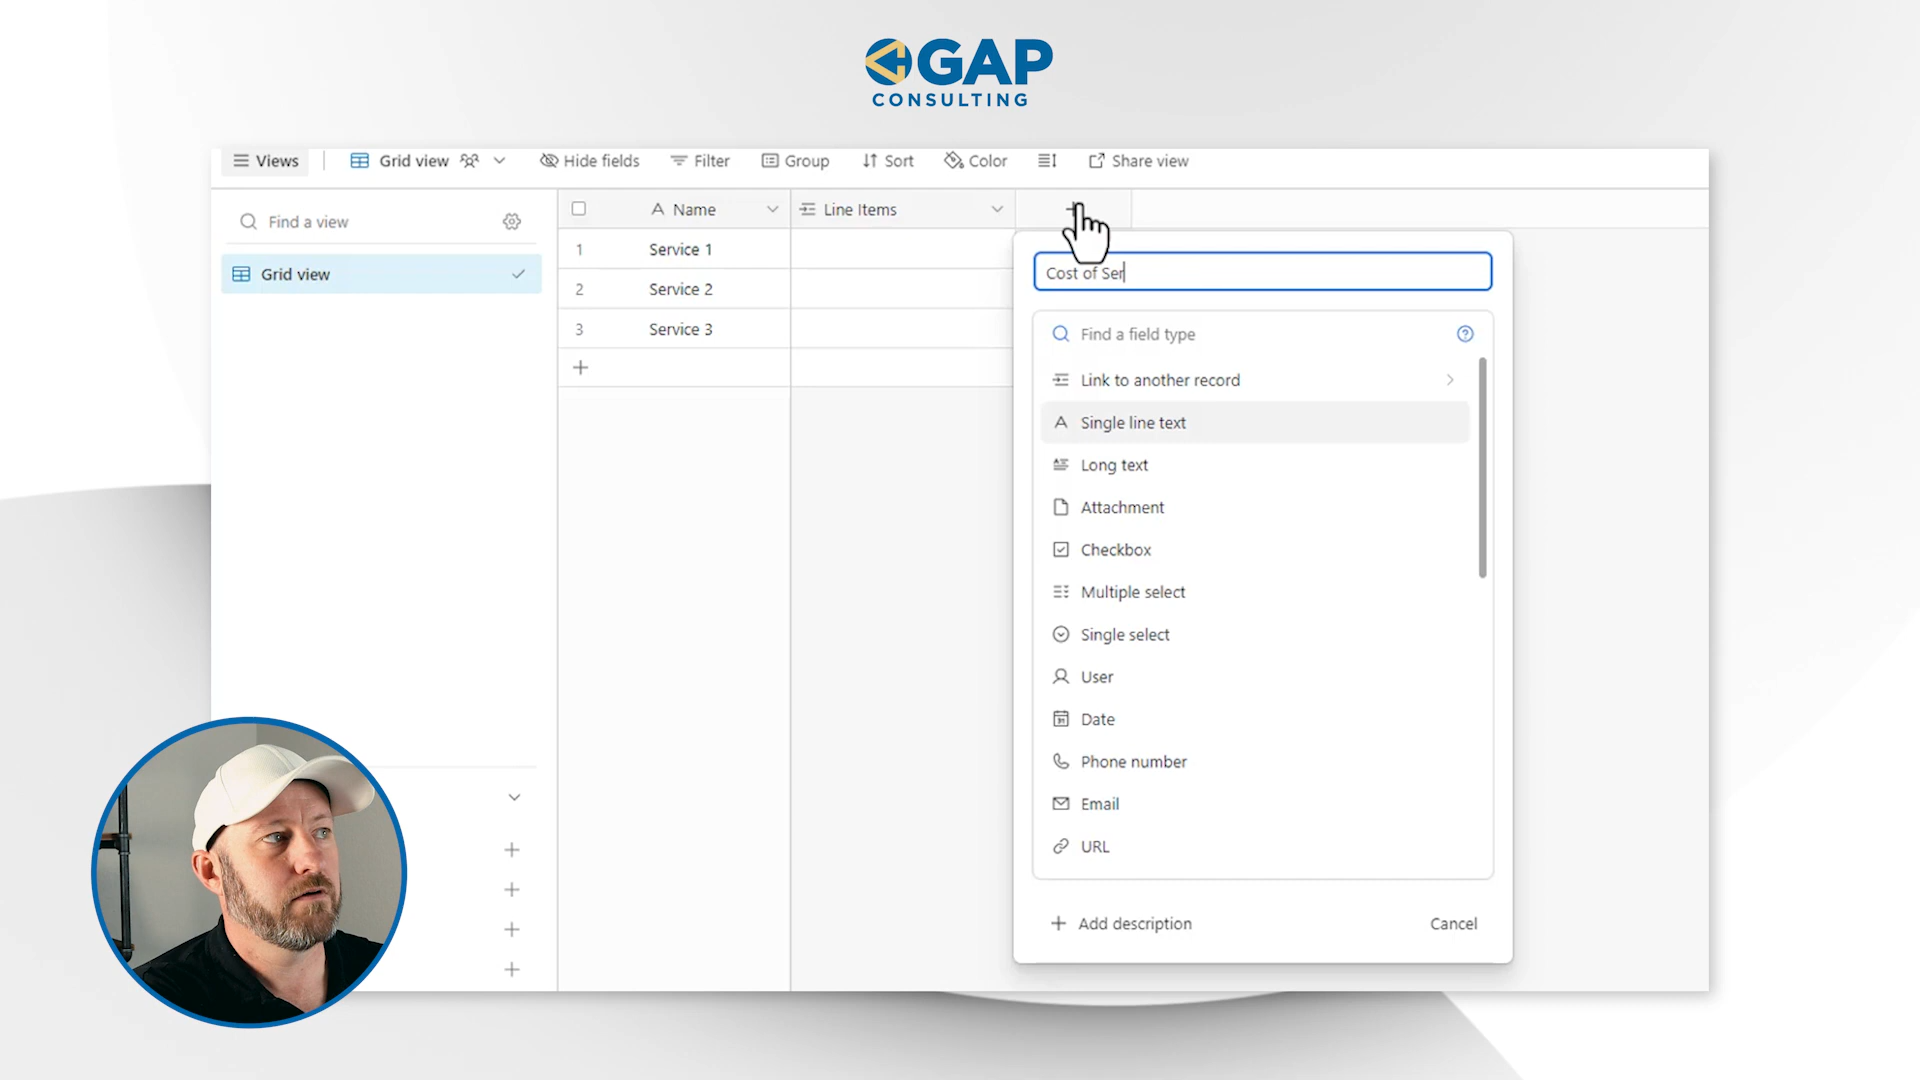 GAP
CONSULTING
Views
Grid view
Hide fields
Filter
Group
Sort
Color
Share view
Find a view
Grid view
Name
Line Items
1
Service 1
2
Service 2
3
Service 3
Cost of Ser
Find a field type
Link to another record
Single line text
Long text
Attachment
Checkbox
Multiple select
Single select
User
Date
Phone number
Email
URL
Add description
Cancel